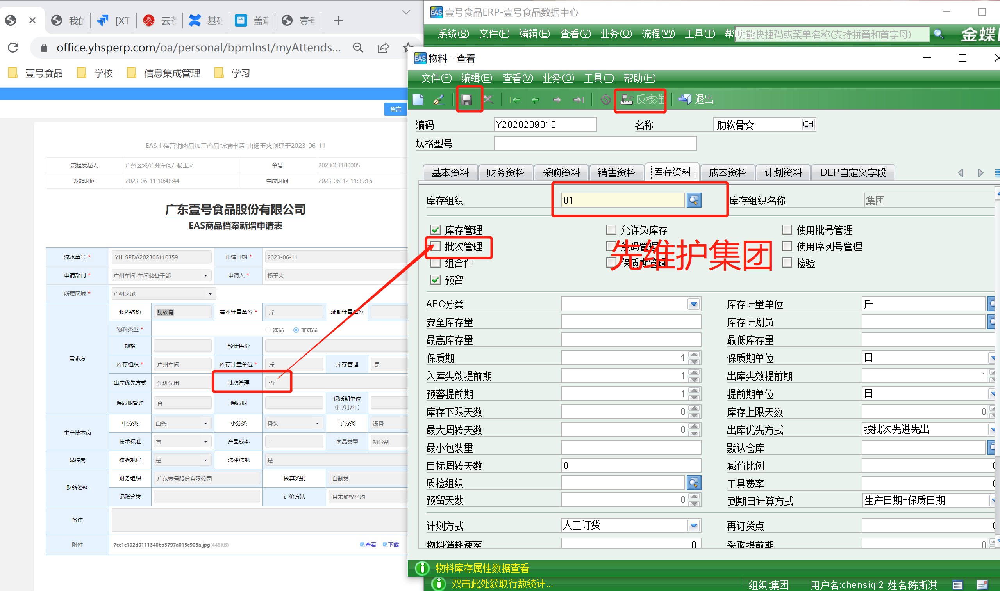 我的
[XT
云苍
基础
盖章
壹号
office.yhsperp.com/oa/personal/bpmInst/myAttends...
壹号食品
学校
信息集成管理
学习
留言
EAS土猪营销肉品加工商品新增申请-由杨玉火创建于2023-06-11
流程发起人 广州区域/广州车间/ 杨玉火 单号 2023061100005
发起时间 2023-06-11 10:48:44 完成时间 2023-06-12 11:35:16
广东壹号食品股份有限公司
EAS商品档案新增申请表
流水单号 * YH_SPDA202306110359 申请日期 * 2023-06-11
申请部门 * 广州车间-车间储备干部 申请人 * 杨玉火
所属区域 * 广州区域
需求方
物料名称 肋软骨 基本计量单位 * 斤 辅助计量单位
物料类型 * 冻品 非冻品
规格 预计售价
库存组织 * 广州车间 库存计量单位 * 斤 库存管理 是
出库优先方式 先进先出 批次管理 否
保质期管理 否 保质期 保质期单位
(日/月/年)
生产技术岗
中分类 白条 小分类 骨头 子分类 汤骨
技术标准 有 产品成本 - 商品类型 初分割
品控岗 校验规程 是 法律法规 是
财务资料
财务组织 广东壹号股份有限公司 核算类别 自制类
记账分类 计价方法 月末加权平均
备注
附件 7cc1c102d0111340ba5797a015c903a.jpg(445KB) 查看 下载
EAS 壹号食品ERP-壹号食品数据中心
系统(S) 文件(F) 编辑(E) 查看(V) 业务(O) 流程(W) 工具(T) 帮助
快捷码或菜单名称(支持拼音和首字母)
金蝶
EAS 物料 - 查看
文件(F) 编辑(E) 查看(V) 业务(O) 工具(T) 帮助(H)
反核准 退出
编码 Y2020209010 名称 肋软骨☆ CH
规格型号
基本资料 财务资料 采购资料 销售资料 库存资料 成本资料 计划资料 DEP自定义字段
库存组织 01 库存组织名称 集团
库存管理 允许负库存 使用批号管理
批次管理 条码管理 使用序列号管理
组合件 保质期管理 检验
先维护集团
预留
ABC分类 库存计量单位 斤
安全库存量 库存计划员
最高库存量 最低库存量
保质期 1 保质期单位 日
入库失效提前期 1 出库失效提前期 1
预警提前期 1 提前期单位 日
库存下限天数 0 库存上限天数 0
最大周转天数 0 出库优先方式 按批次先进先出
最小包装量 默认仓库
目标周转天数 0 减价比例
质检组织 工具费率
预留天数 0 到期日计算方式 生产日期+保质日期
计划方式 人工订货 再订货点
物料消耗速率 0 采购提前期 0
物料库存属性数据查看
双击此处获取行数统计...
组织:集团 用户名:chensiqi2 姓名:陈斯淇